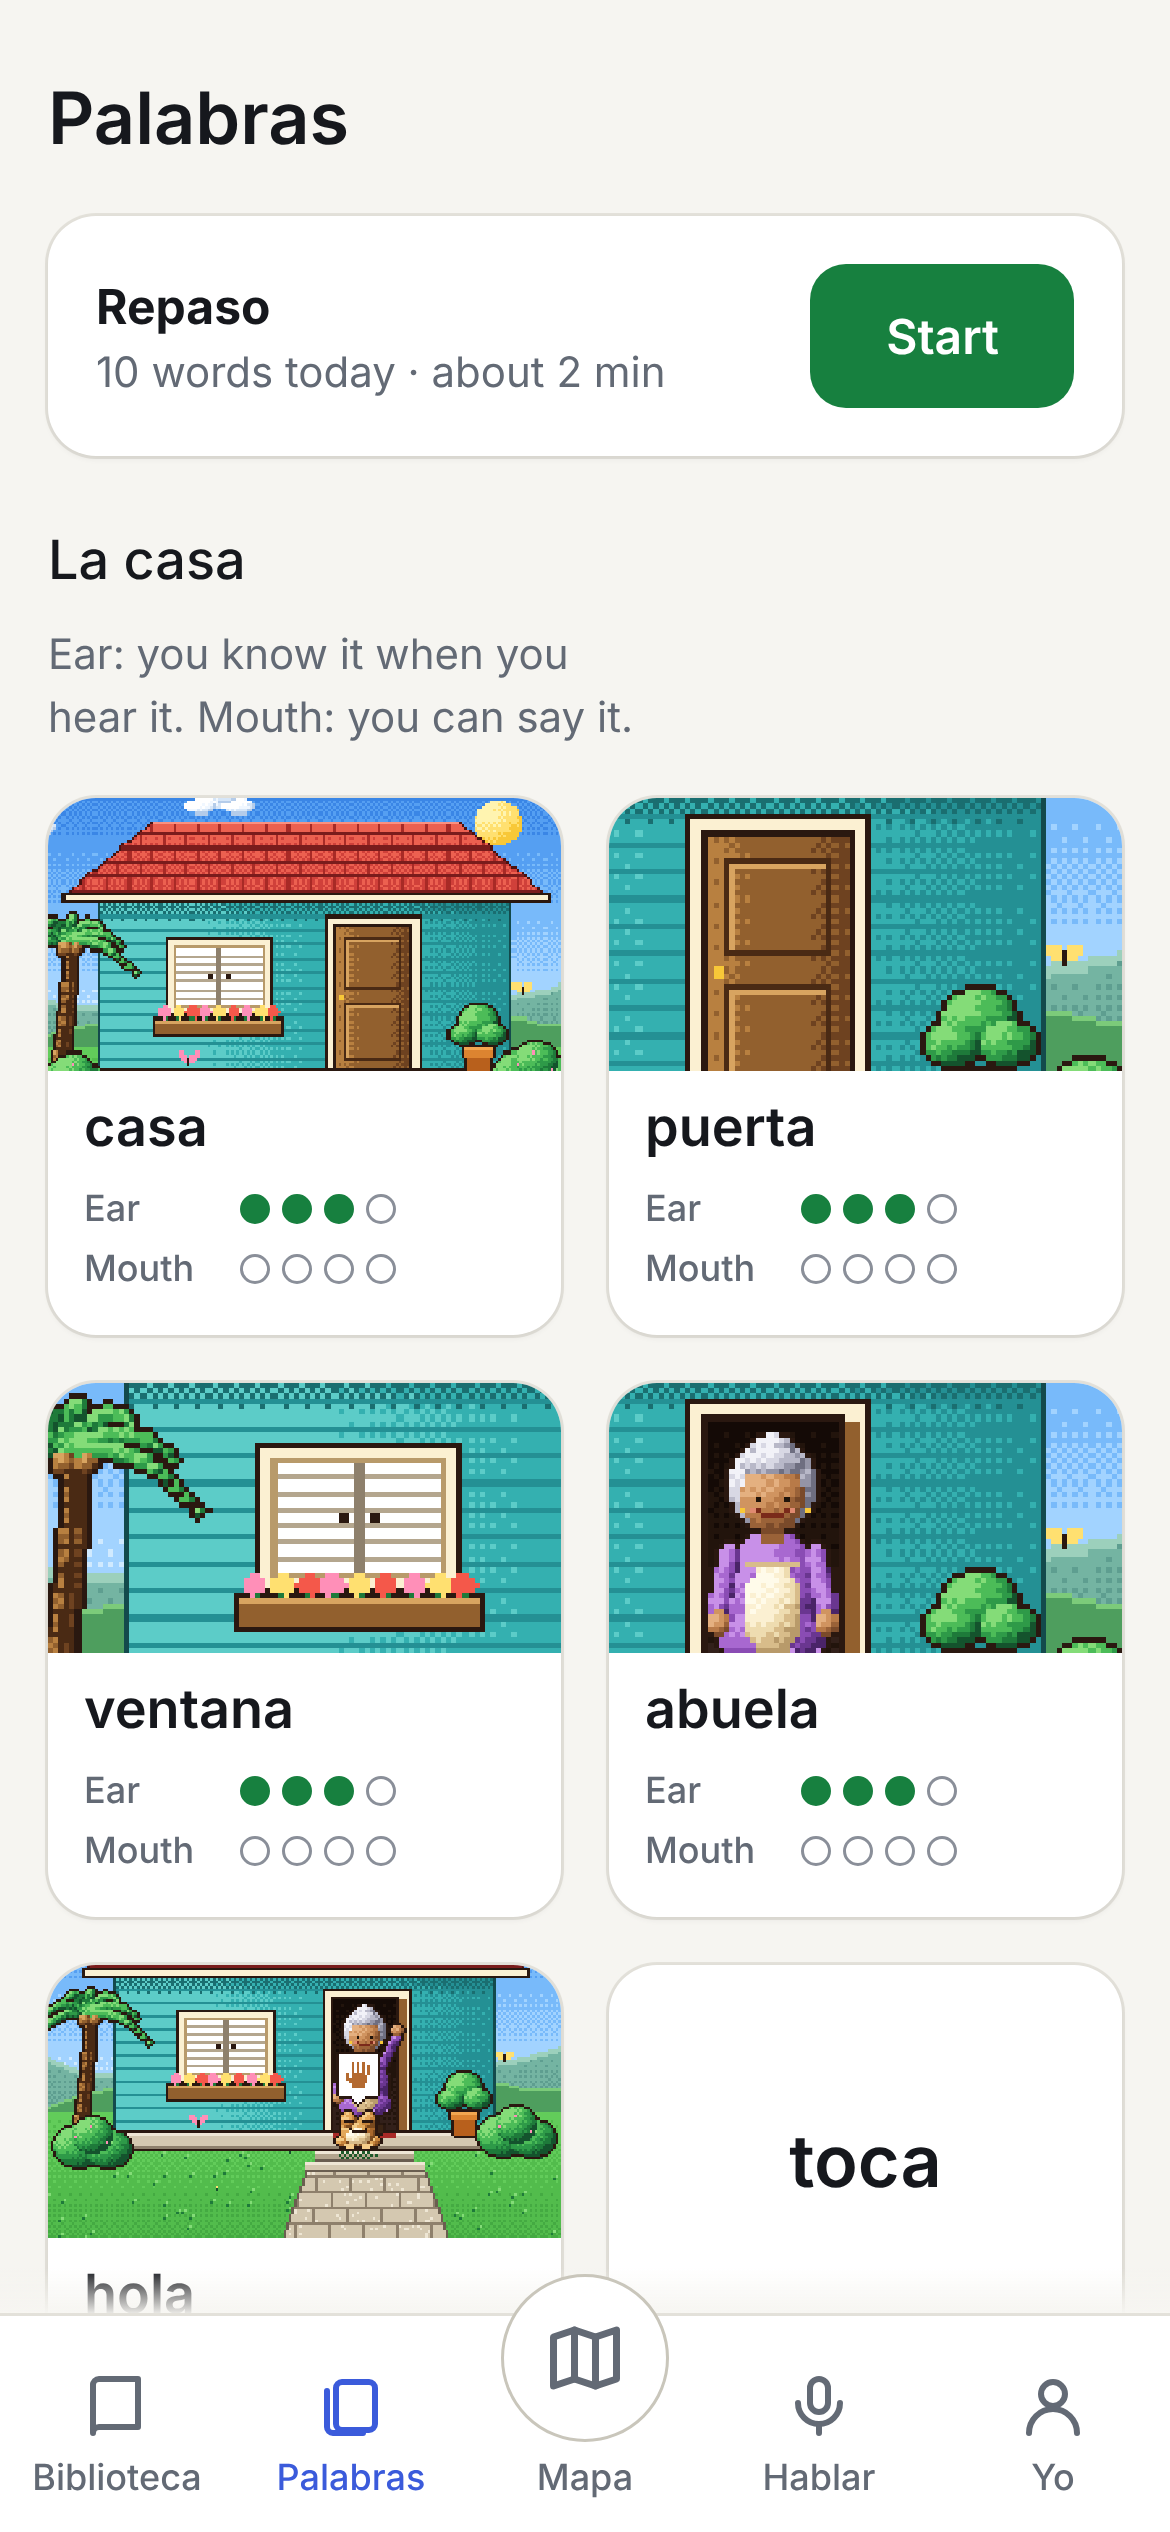 Palabras
Repaso
10 words today · about 2 min
Start
La casa
Ear: you know it when you
hear it. Mouth: you can say it.
casa
Ear
Mouth
puerta
Ear
Mouth
ventana
Ear
Mouth
abuela
Ear
Mouth
hola
toca
Biblioteca
Palabras
Mapa
Hablar
Yo